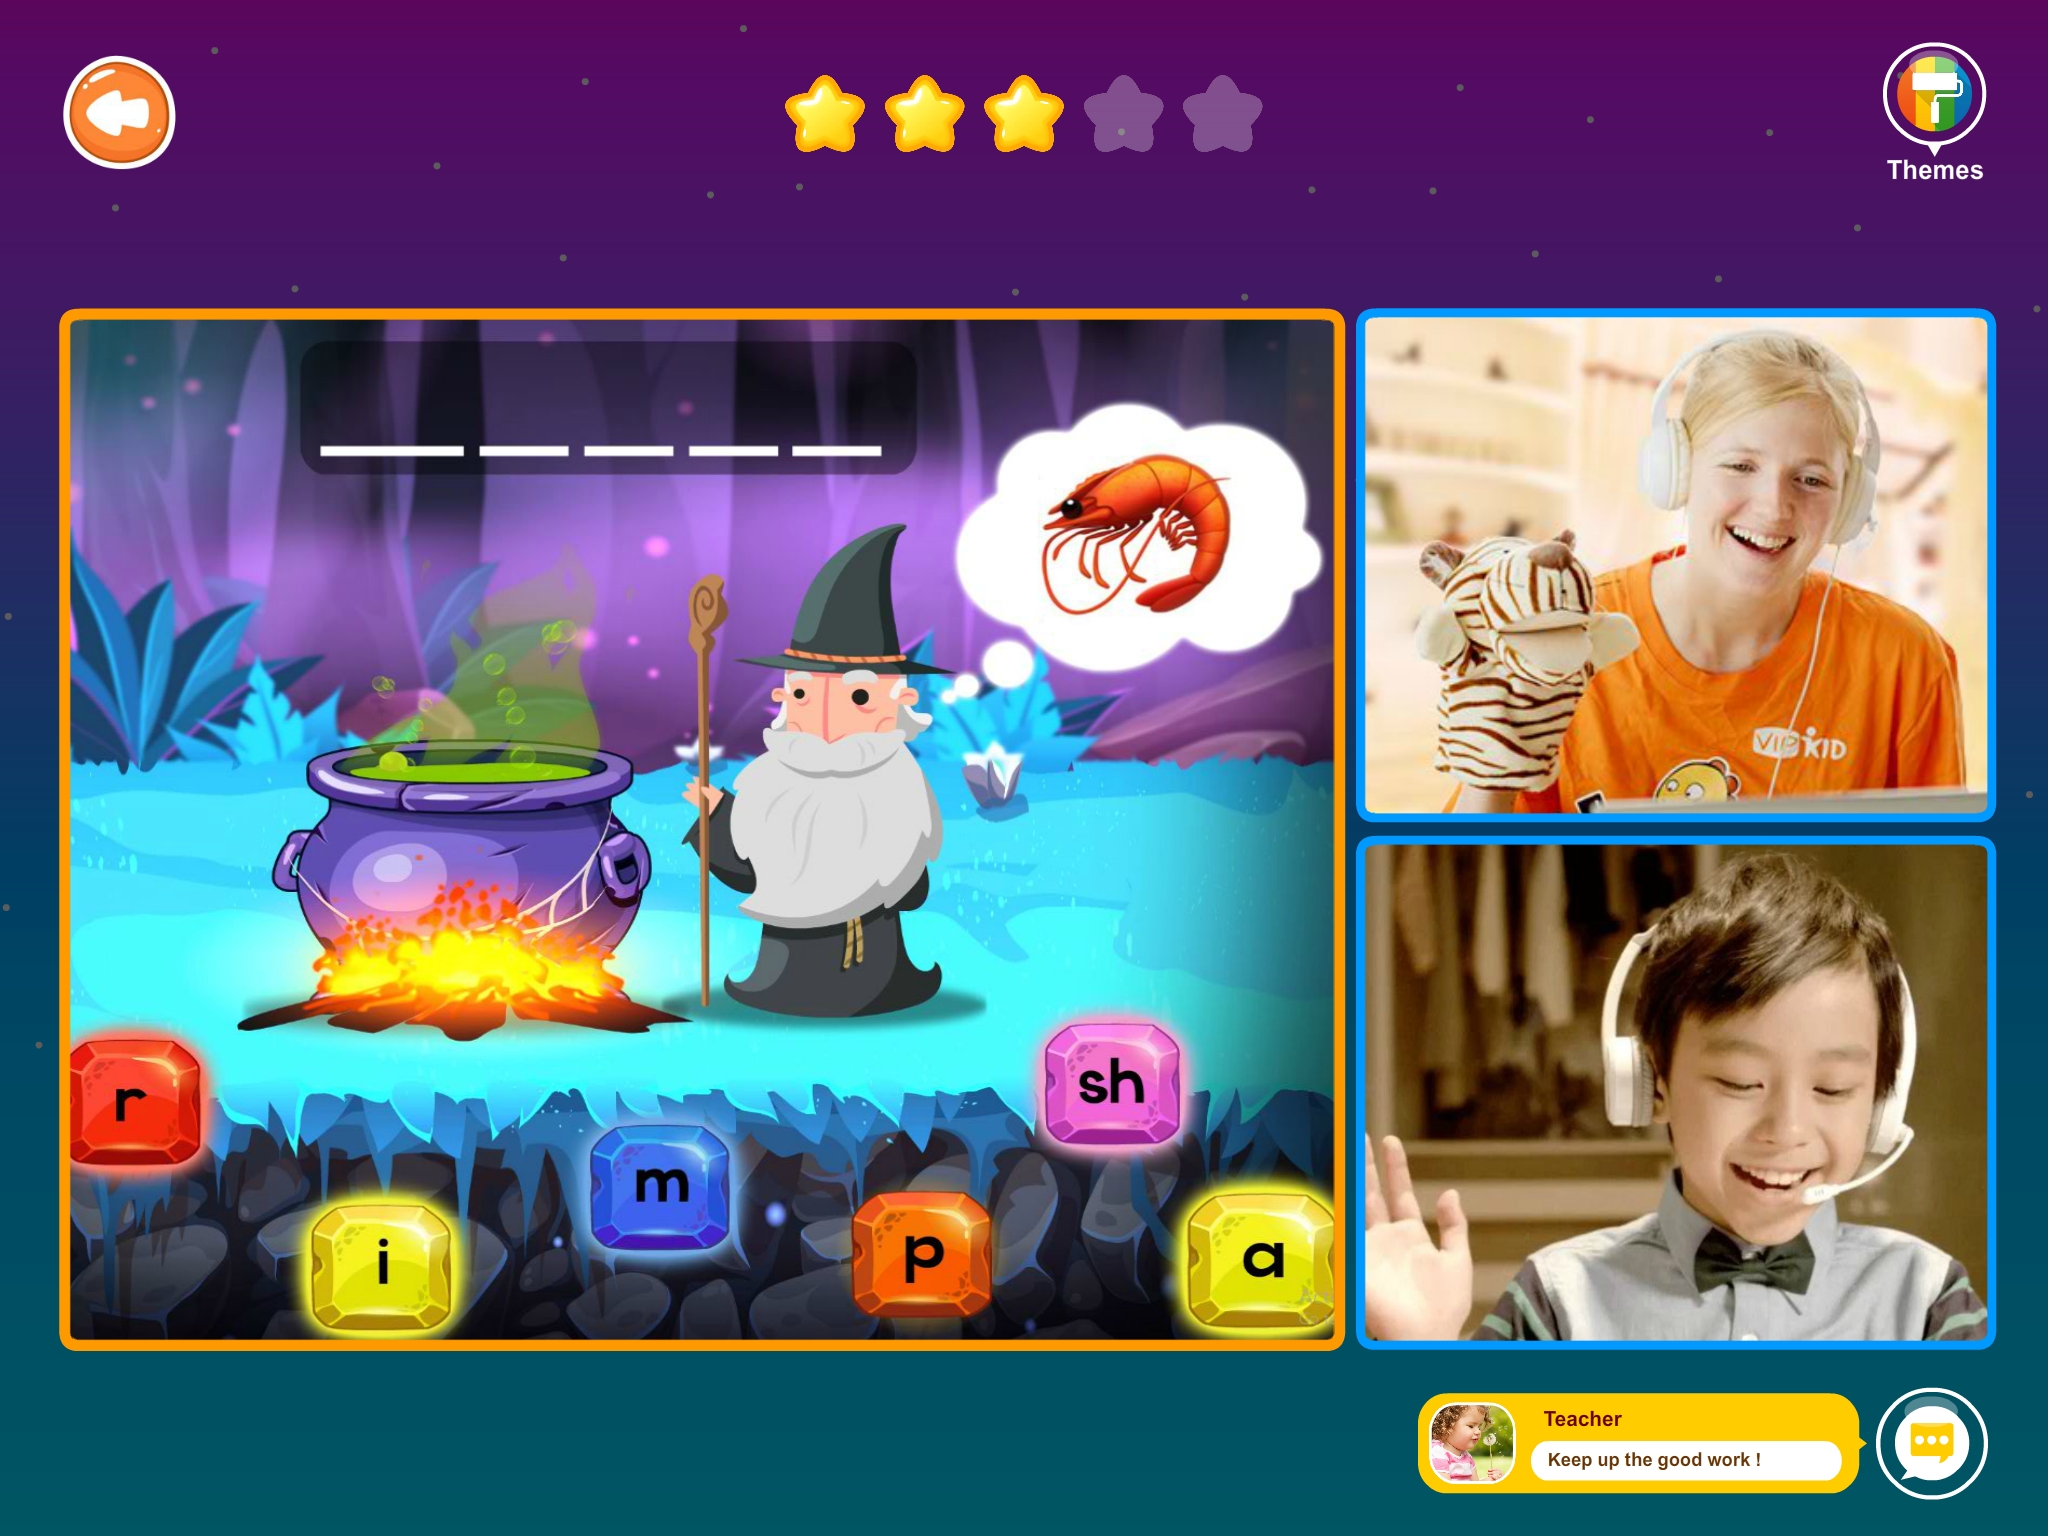 Themes
VIPKID
r
i
m
p
sh
a
Teacher
Keep up the good work !